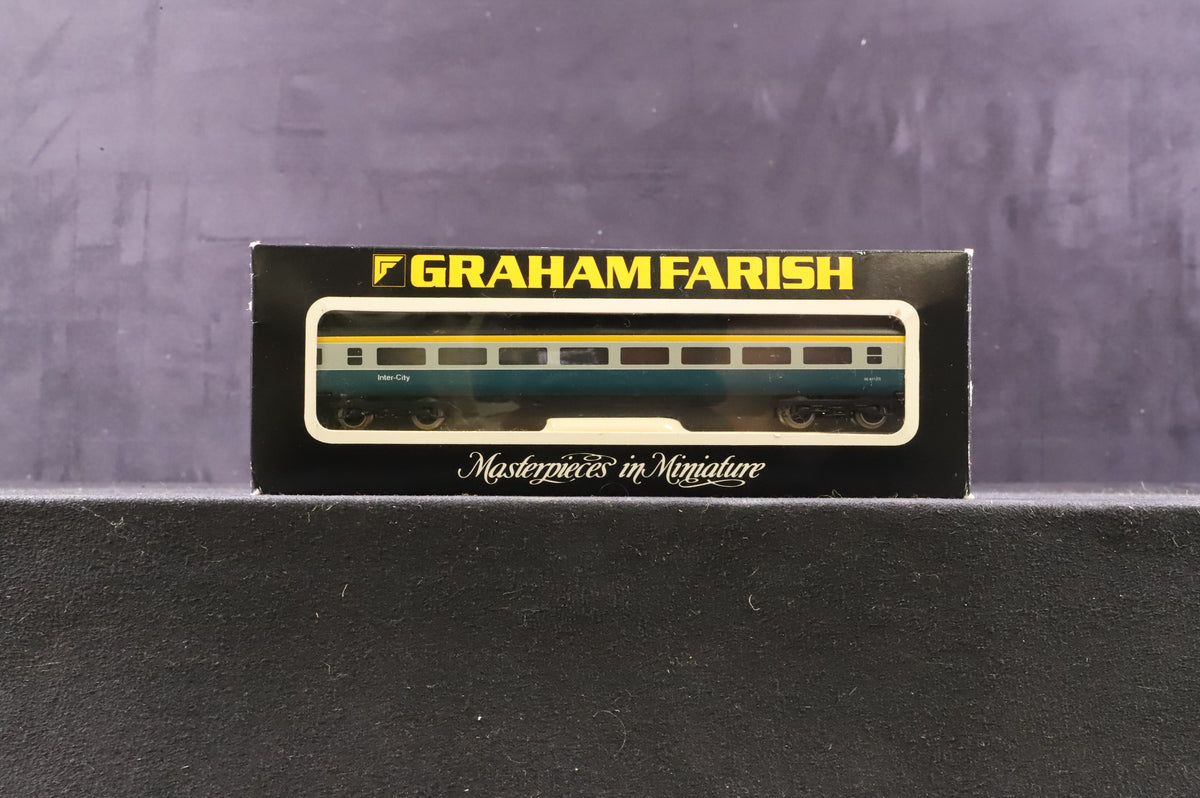 GRAHAM FARISH
Inter-City
Masterpieces in Miniature